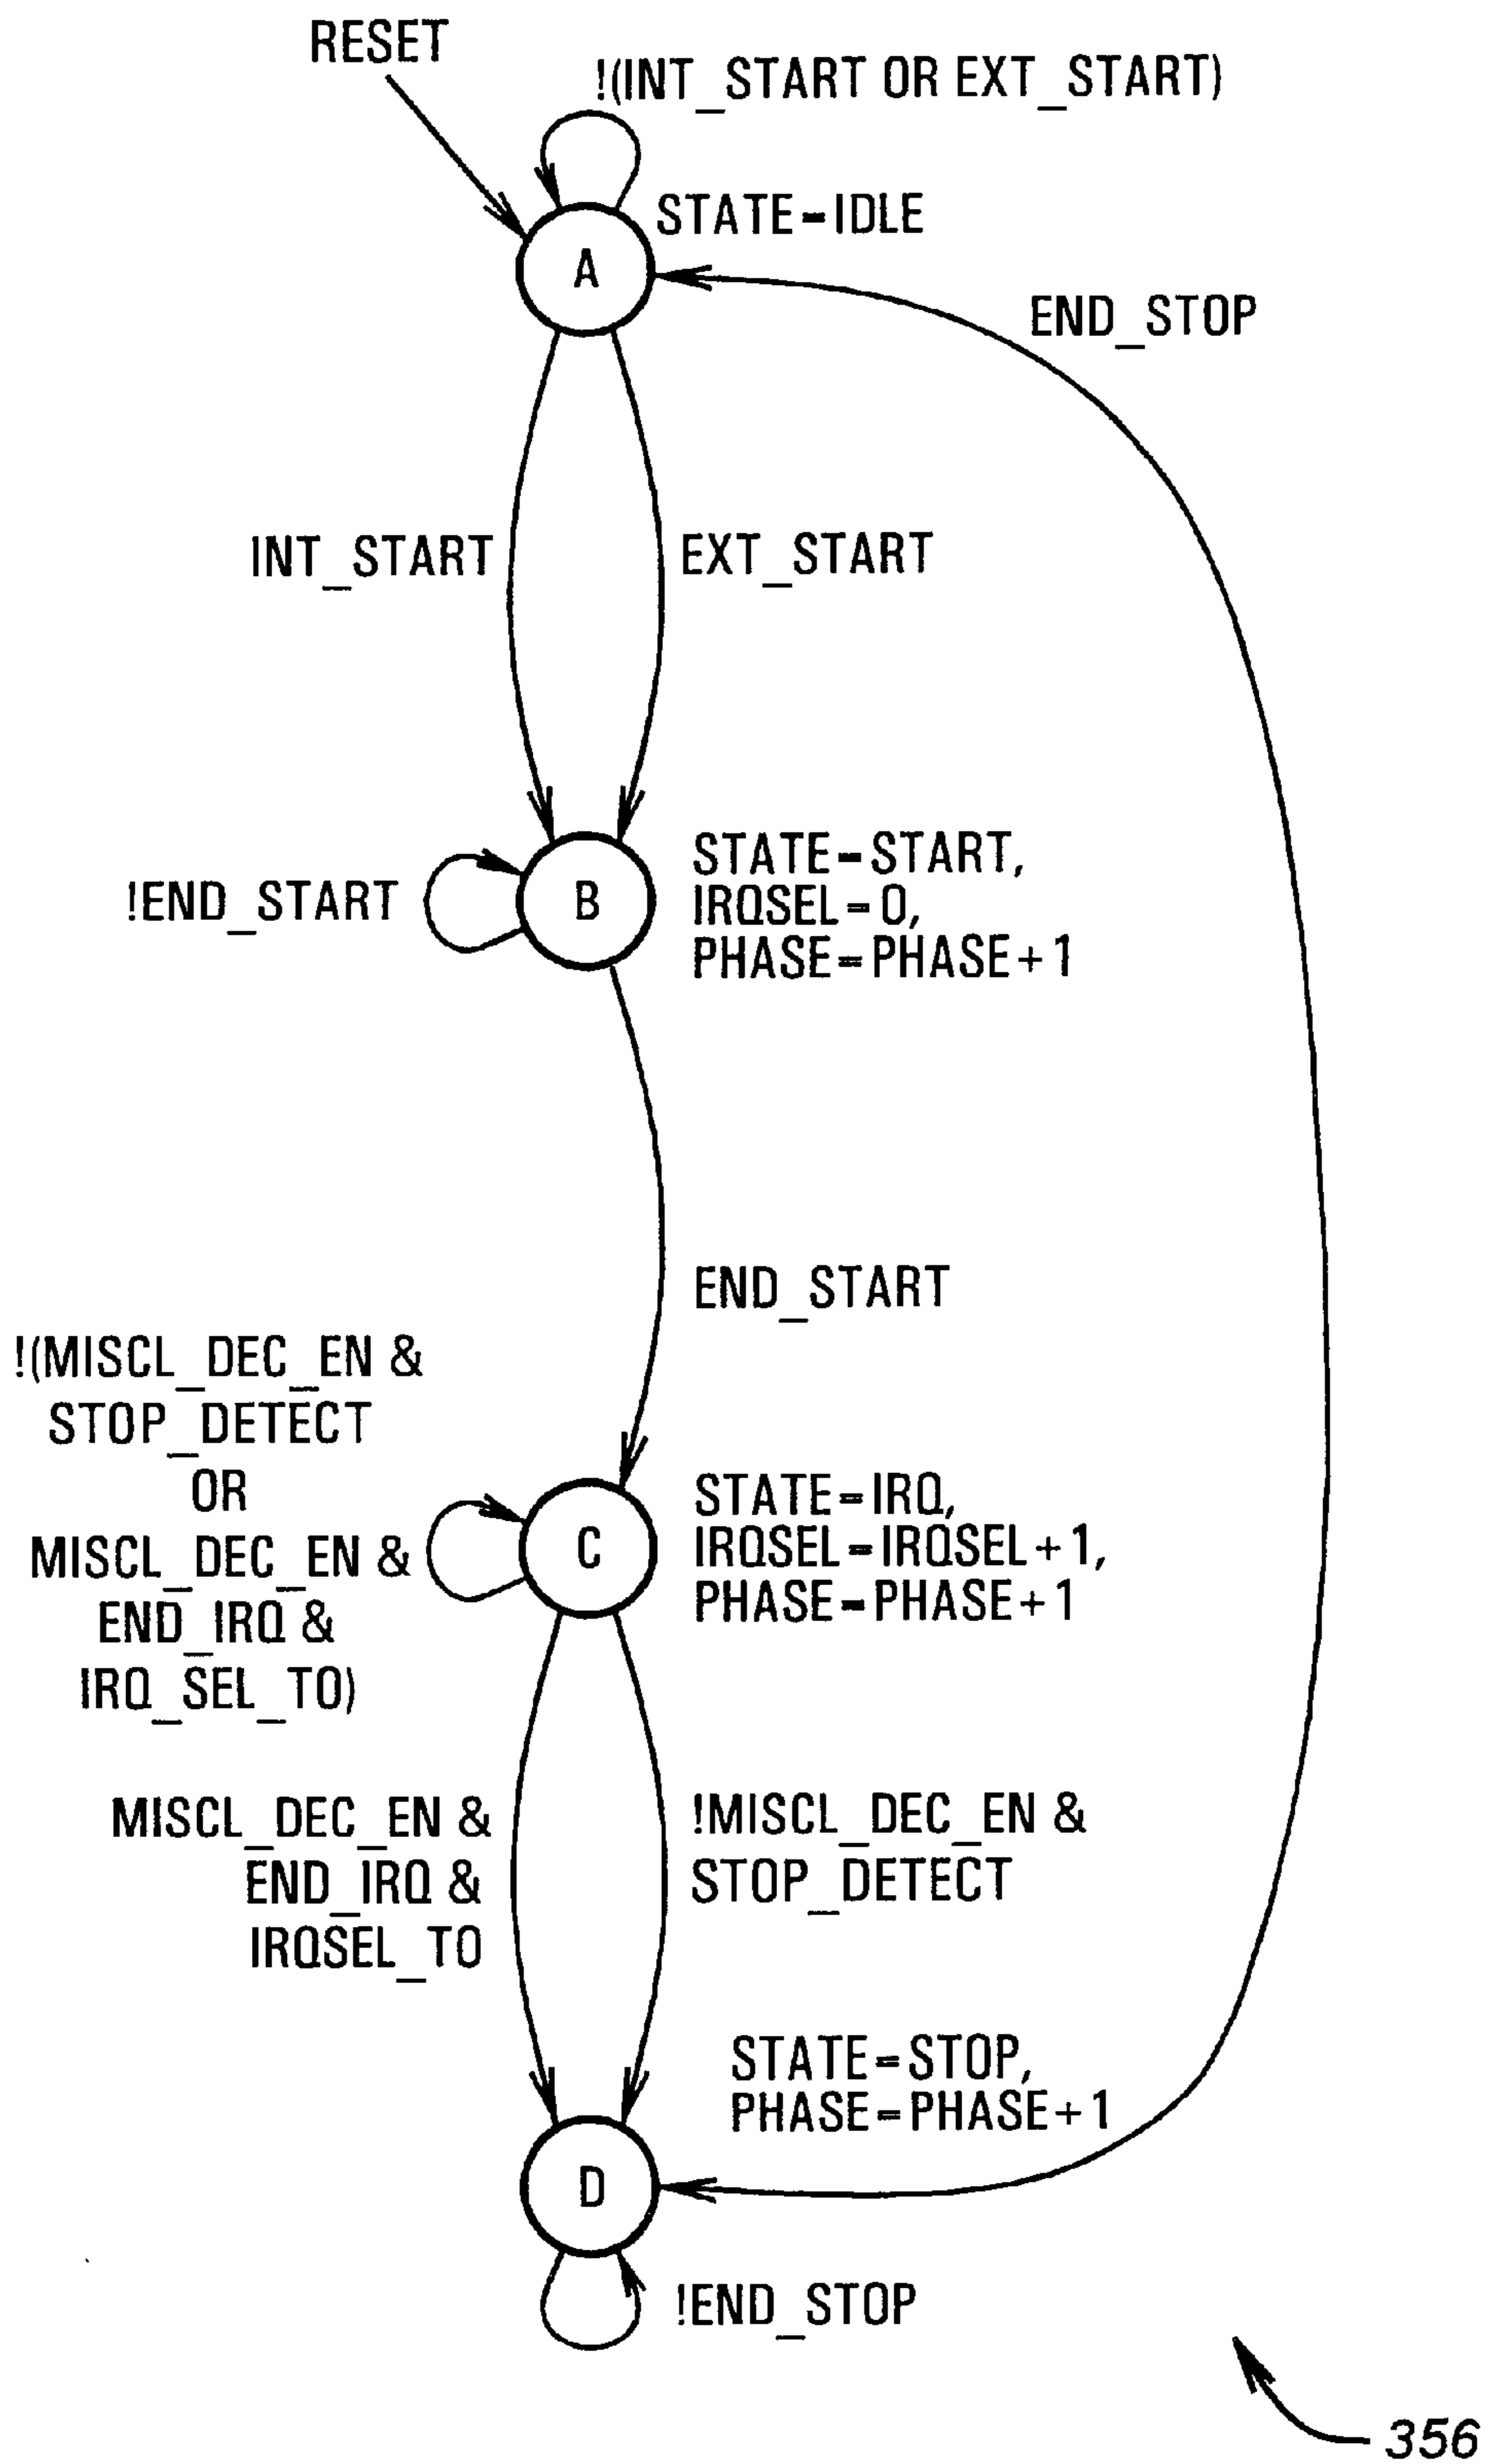 RESET
!(INT_START OR EXT_START)
STATE=IDLE
A
END_STOP
INT_START
EXT_START
!END_START
B
STATE=START,
IRQSEL=0,
PHASE=PHASE+1
END_START
!(MISCL_DEC_EN &
STOP_DETECT
OR
MISCL_DEC_EN &
END_IRQ &
IRQ_SEL_TO)
C
STATE=IRQ,
IRQSEL=IRQSEL+1,
PHASE=PHASE+1
MISCL_DEC_EN &
END_IRQ &
IRQSEL_TO
!MISCL_DEC_EN &
STOP_DETECT
STATE=STOP,
PHASE=PHASE+1
D
!END_STOP
356